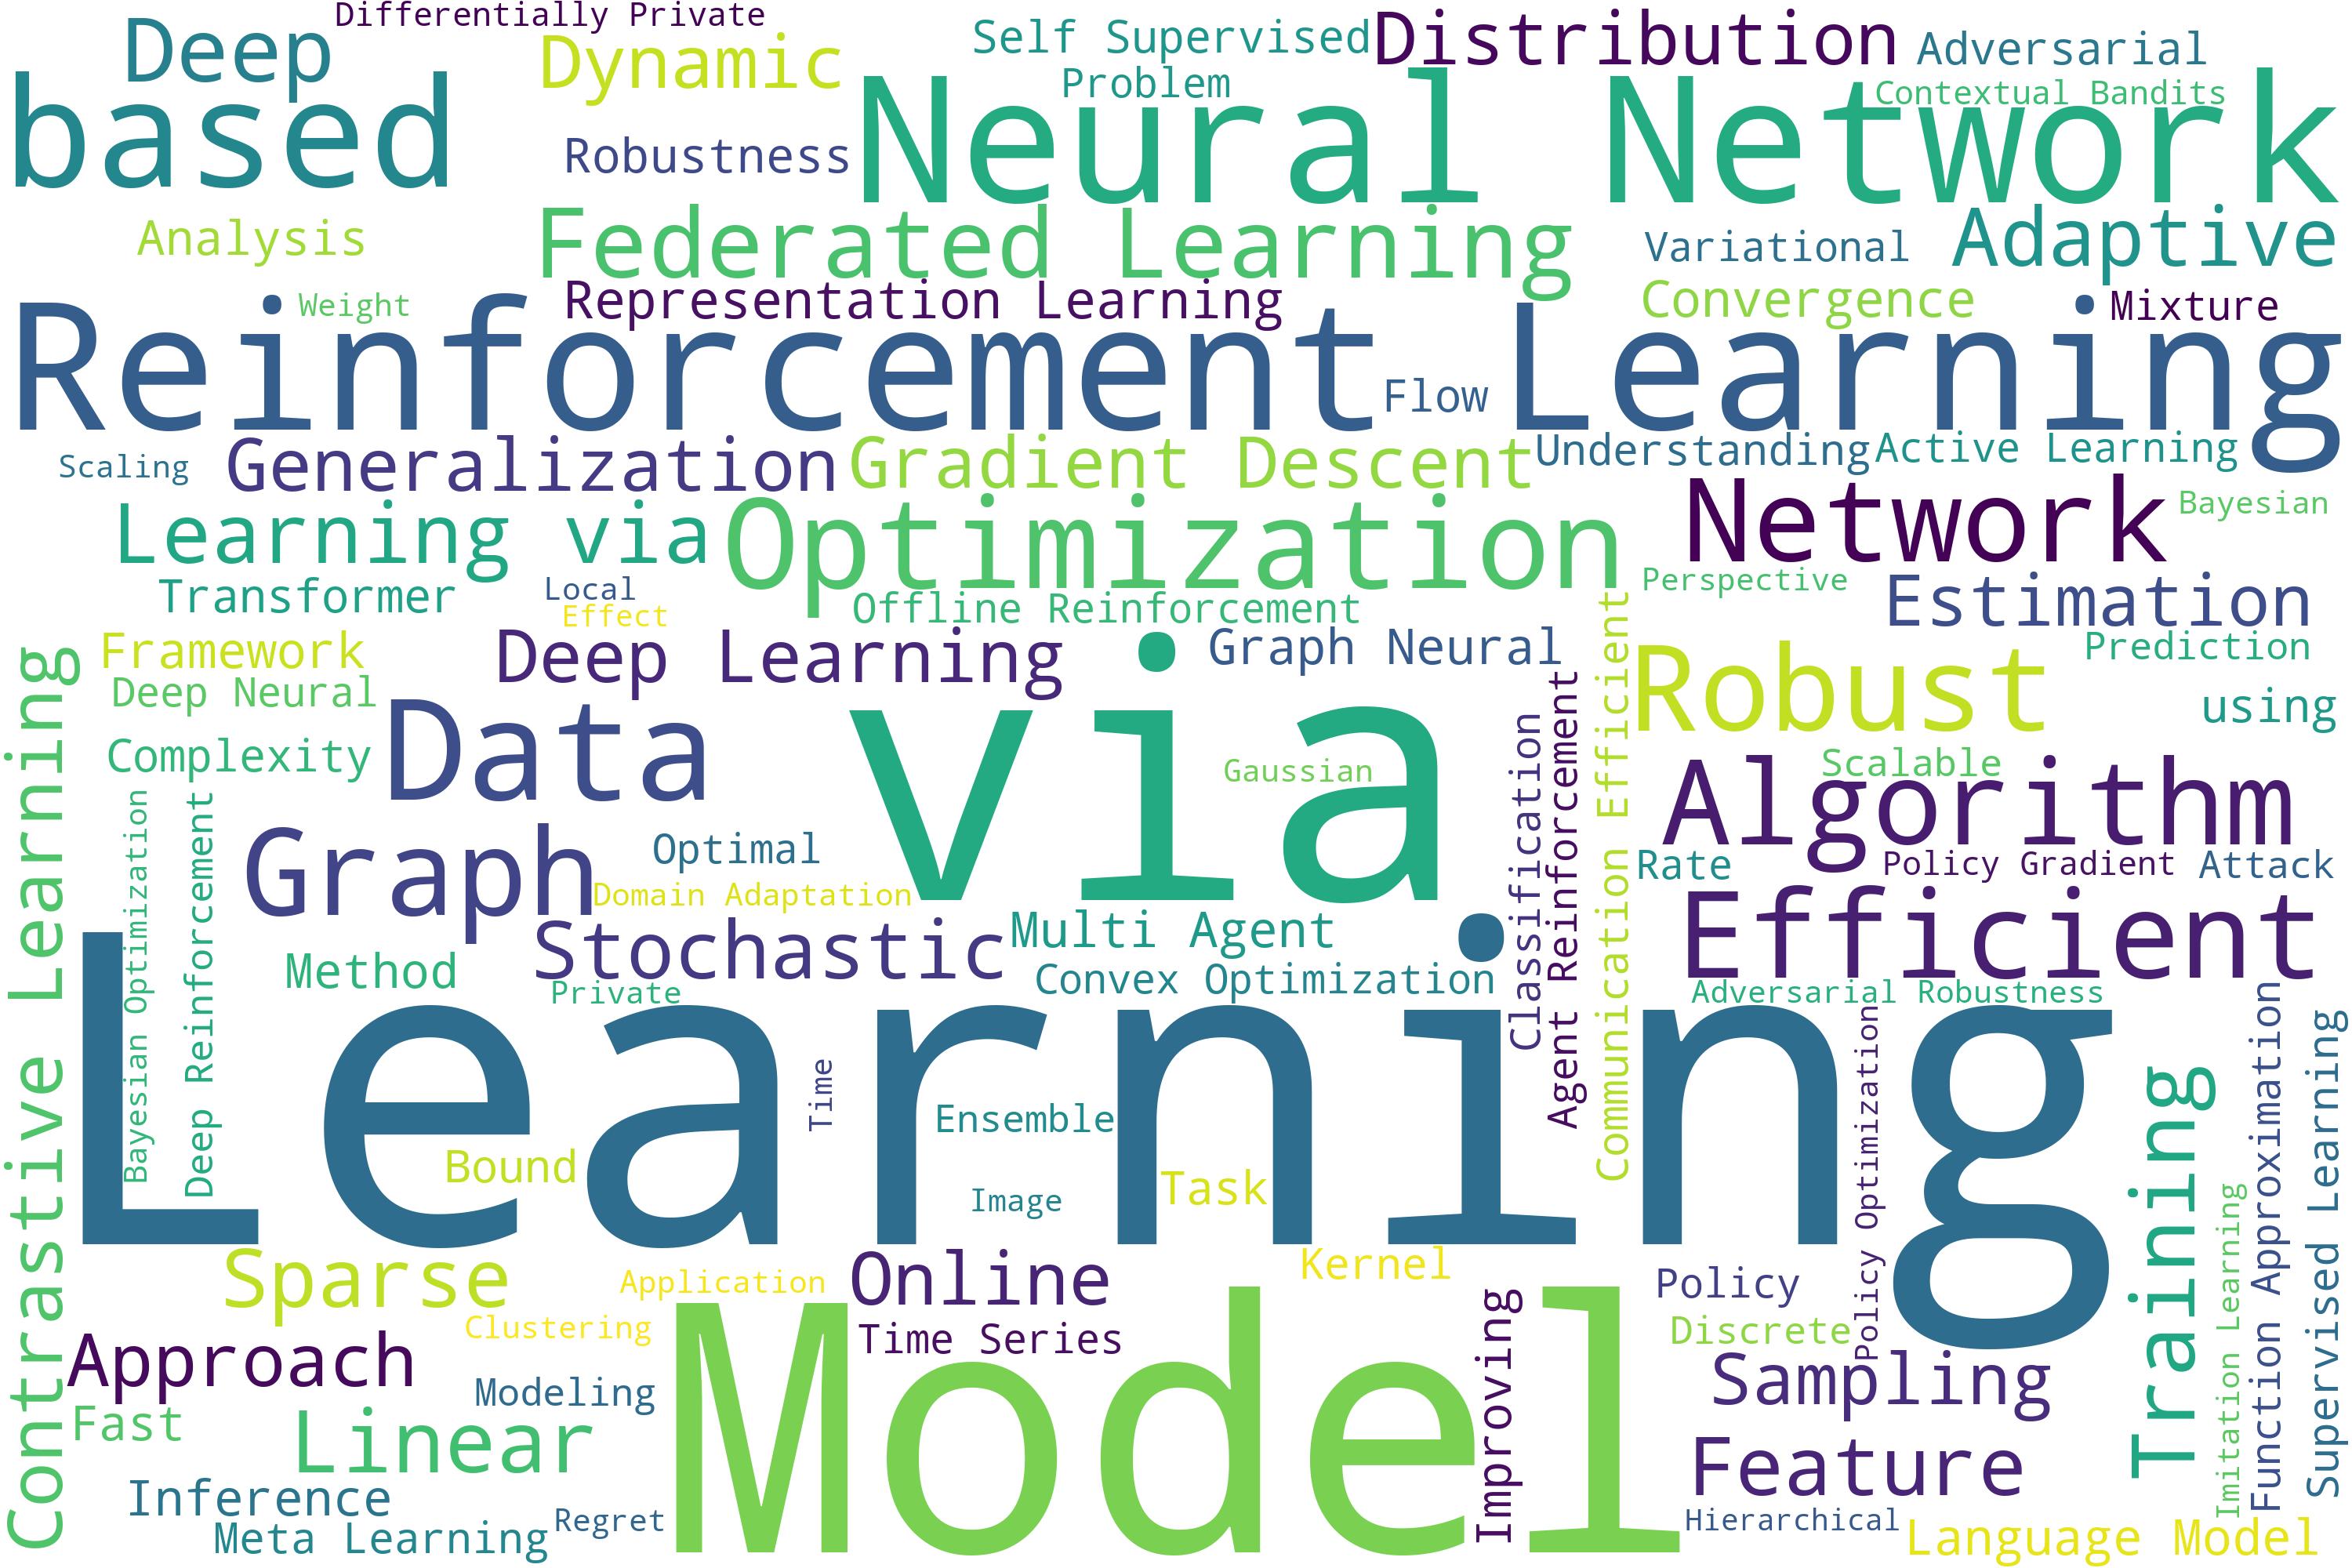 Differentially Private
Deep
Dynamic
Self Supervised
Distribution
Adversarial
Problem
Contextual Bandits
based
Neural Network
Robustness
Analysis
Federated Learning
Variational
Adaptive
Weight
Representation Learning
Convergence
Mixture
Reinforcement Learning
Flow
Scaling
Generalization
Gradient Descent
Understanding
Active Learning
Learning via
Optimization
Network
Bayesian
Transformer
Local
Effect
Offline Reinforcement
Perspective
Estimation
Framework
Deep Learning
Graph Neural
Robust
Prediction
Deep Neural
using
Complexity
Data
via
Gaussian
Scalable
Algorithm
Graph
Optimal
Rate
Policy Gradient
Attack
Domain Adaptation
Classification
Agent Reinforcement
Communication Efficient
Stochastic
Multi Agent
Efficient
Method
Private
Convex Optimization
Adversarial Robustness
Contrastive Learning
Bayesian Optimization
Deep Reinforcement
Learning
Time
Ensemble
Bound
Image
Task
Policy Optimization
Training
Imitation Learning
Function Approximation
Supervised Learning
Sparse
Application
Online
Kernel
Policy
Clustering
Time Series
Discrete
Approach
Modeling
Model
Improving
Sampling
Fast
Linear
Feature
Inference
Meta Learning
Regret
Hierarchical
Language Model